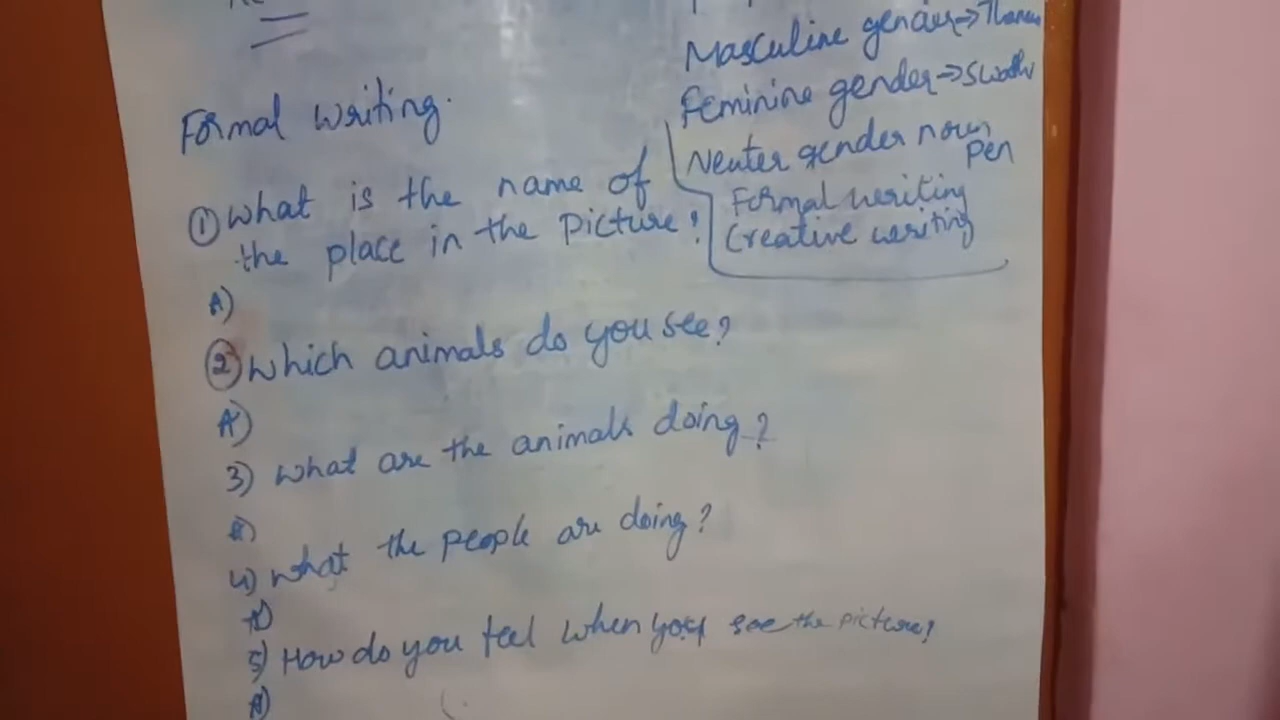 Masculine gender→
Feminine gender→
Neuter gender noun
Pen
Formal writing
Creative writing
Formal writing.
① What is the name of
the place in the picture?
A)
② Which animals do you see?
A)
3) What are the animals doing?
A)
4) What the people are doing?
A)
5) How do you feel when you see the picture?
A)